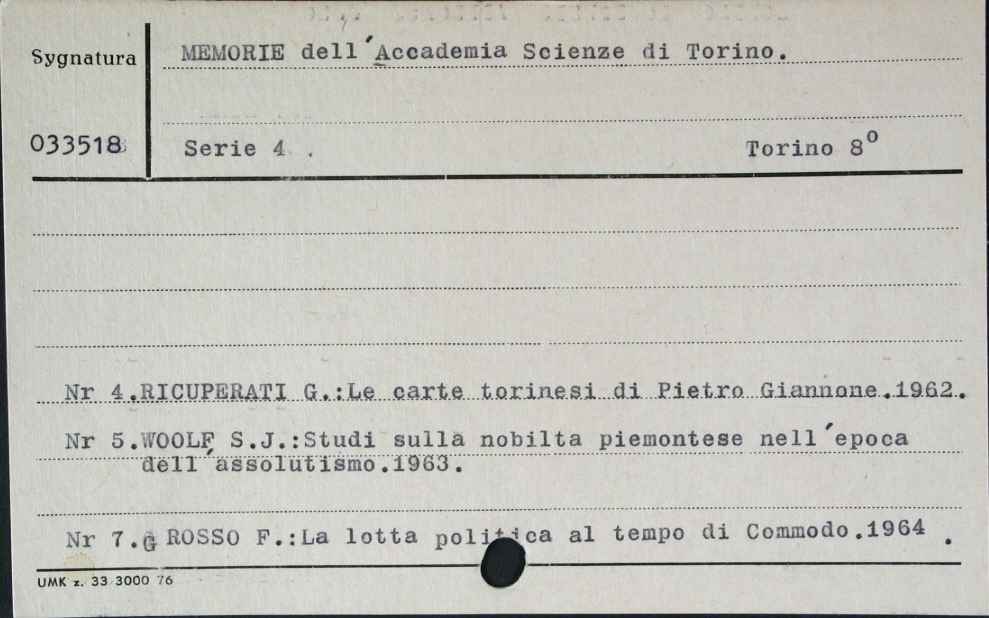 Sygnatura
MEMORIE dell´Accademia Scienze di Torino.
033518
Serie 4 .
Torino 8º
Nr 4.RICUPERATI G.:Le carte torinesi di Pietro Giannone.1962.
Nr 5.WOOLF S.J.:Studi sulla nobilta piemontese nell´epoca
dell´assolutismo.1963.
Nr 7.G ROSSO F.:La lotta politica al tempo di Commodo.1964 .
UMK z. 33 3000 76